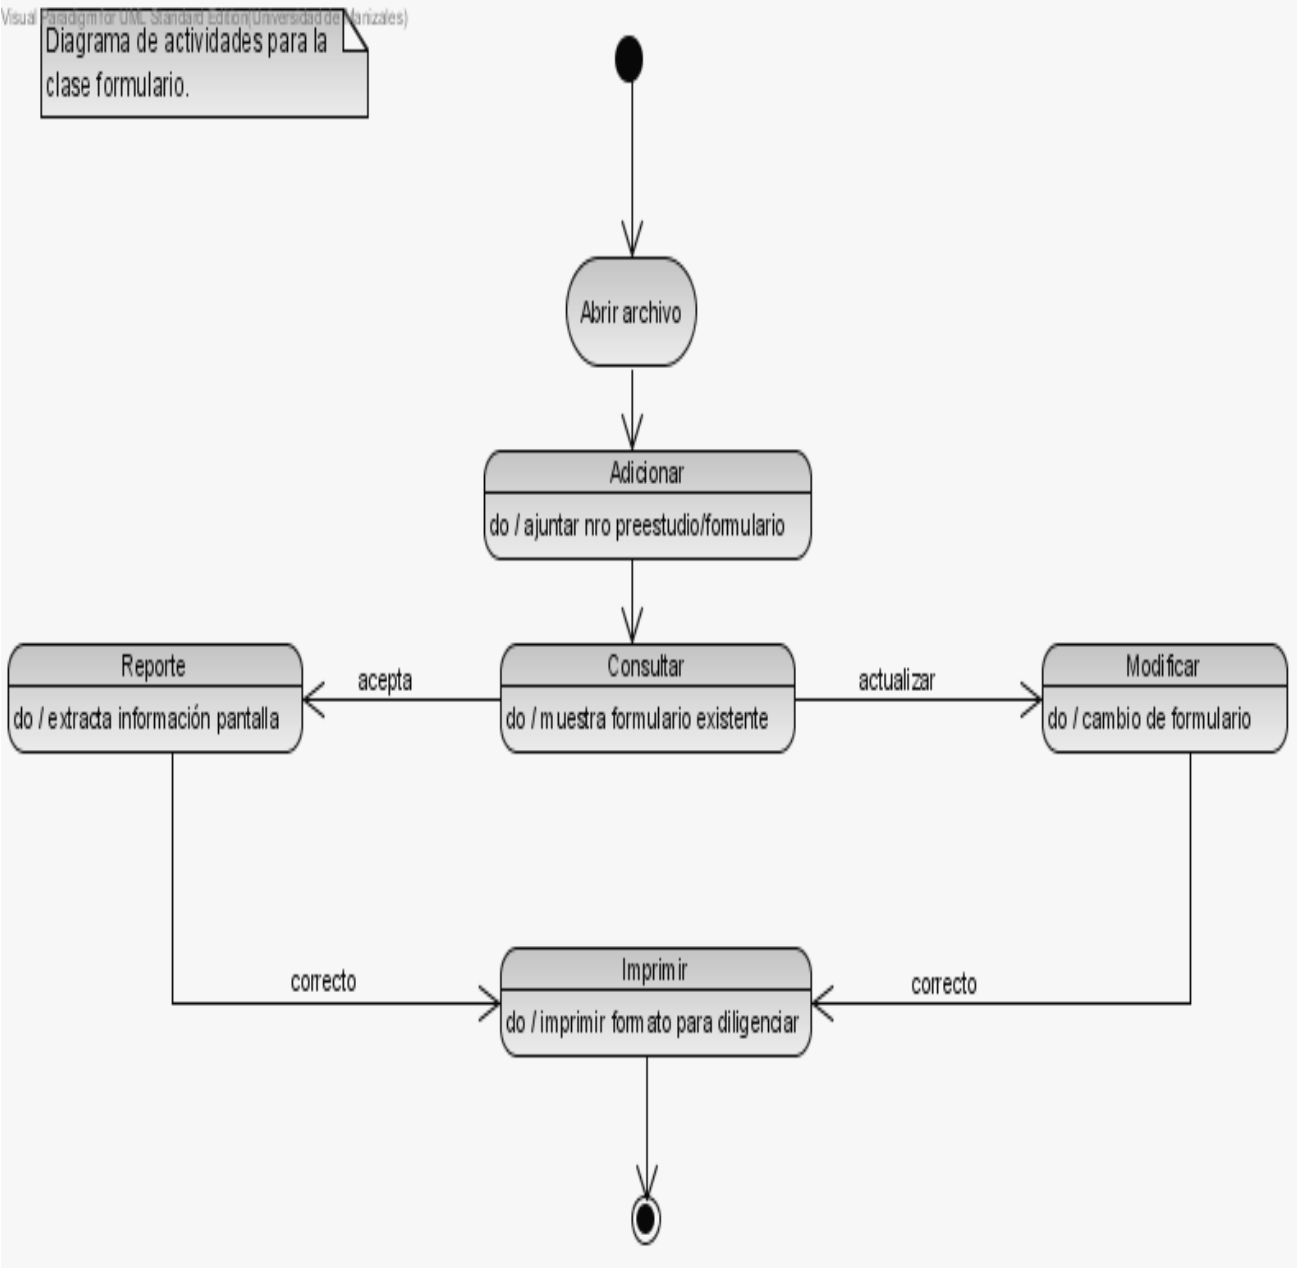 Visual Paradigm for UML Standard Edition(Universidad de Manizales)
Diagrama de actividades para la
clase formulario.
Abrir archivo
Adicionar
do / ajuntar nro preestudio/formulario
Reporte
do / extracta información pantalla
acepta
Consultar
do / muestra formulario existente
actualizar
Modificar
do / cambio de formulario
correcto
Imprimir
do / imprimir formato para diligenciar
correcto